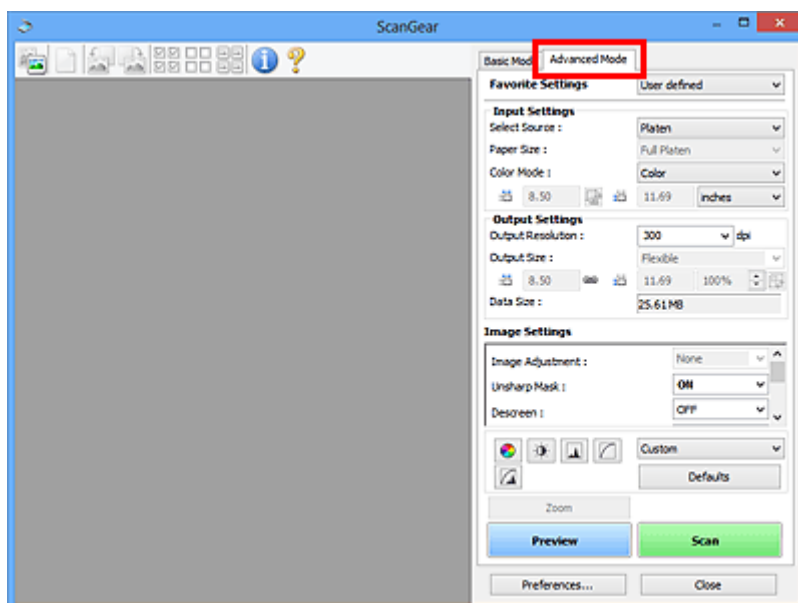 ScanGear
Basic Mod
Advanced Mode
Favorite Settings User defined
Input Settings
Select Source : Platen
Paper Size : Full Platen
Color Mode : Color
8.50 11.69 inches
Output Settings
Output Resolution : 300 dpi
Output Size : Flexible
8.50 11.69 100%
Data Size : 25.61MB
Image Settings
Image Adjustment : None
Unsharp Mask : ON
Descreen : OFF
Custom
Defaults
Zoom
Preview Scan
Preferences... Close